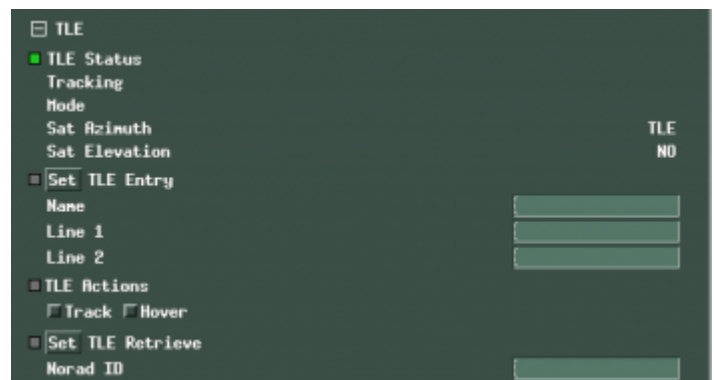 TLE
TLE Status
Tracking
Mode
Sat Azimuth TLE
Sat Elevation NO
Set TLE Entry
Name
Line 1
Line 2
TLE Actions
Track Hover
Set TLE Retrieve
Norad ID